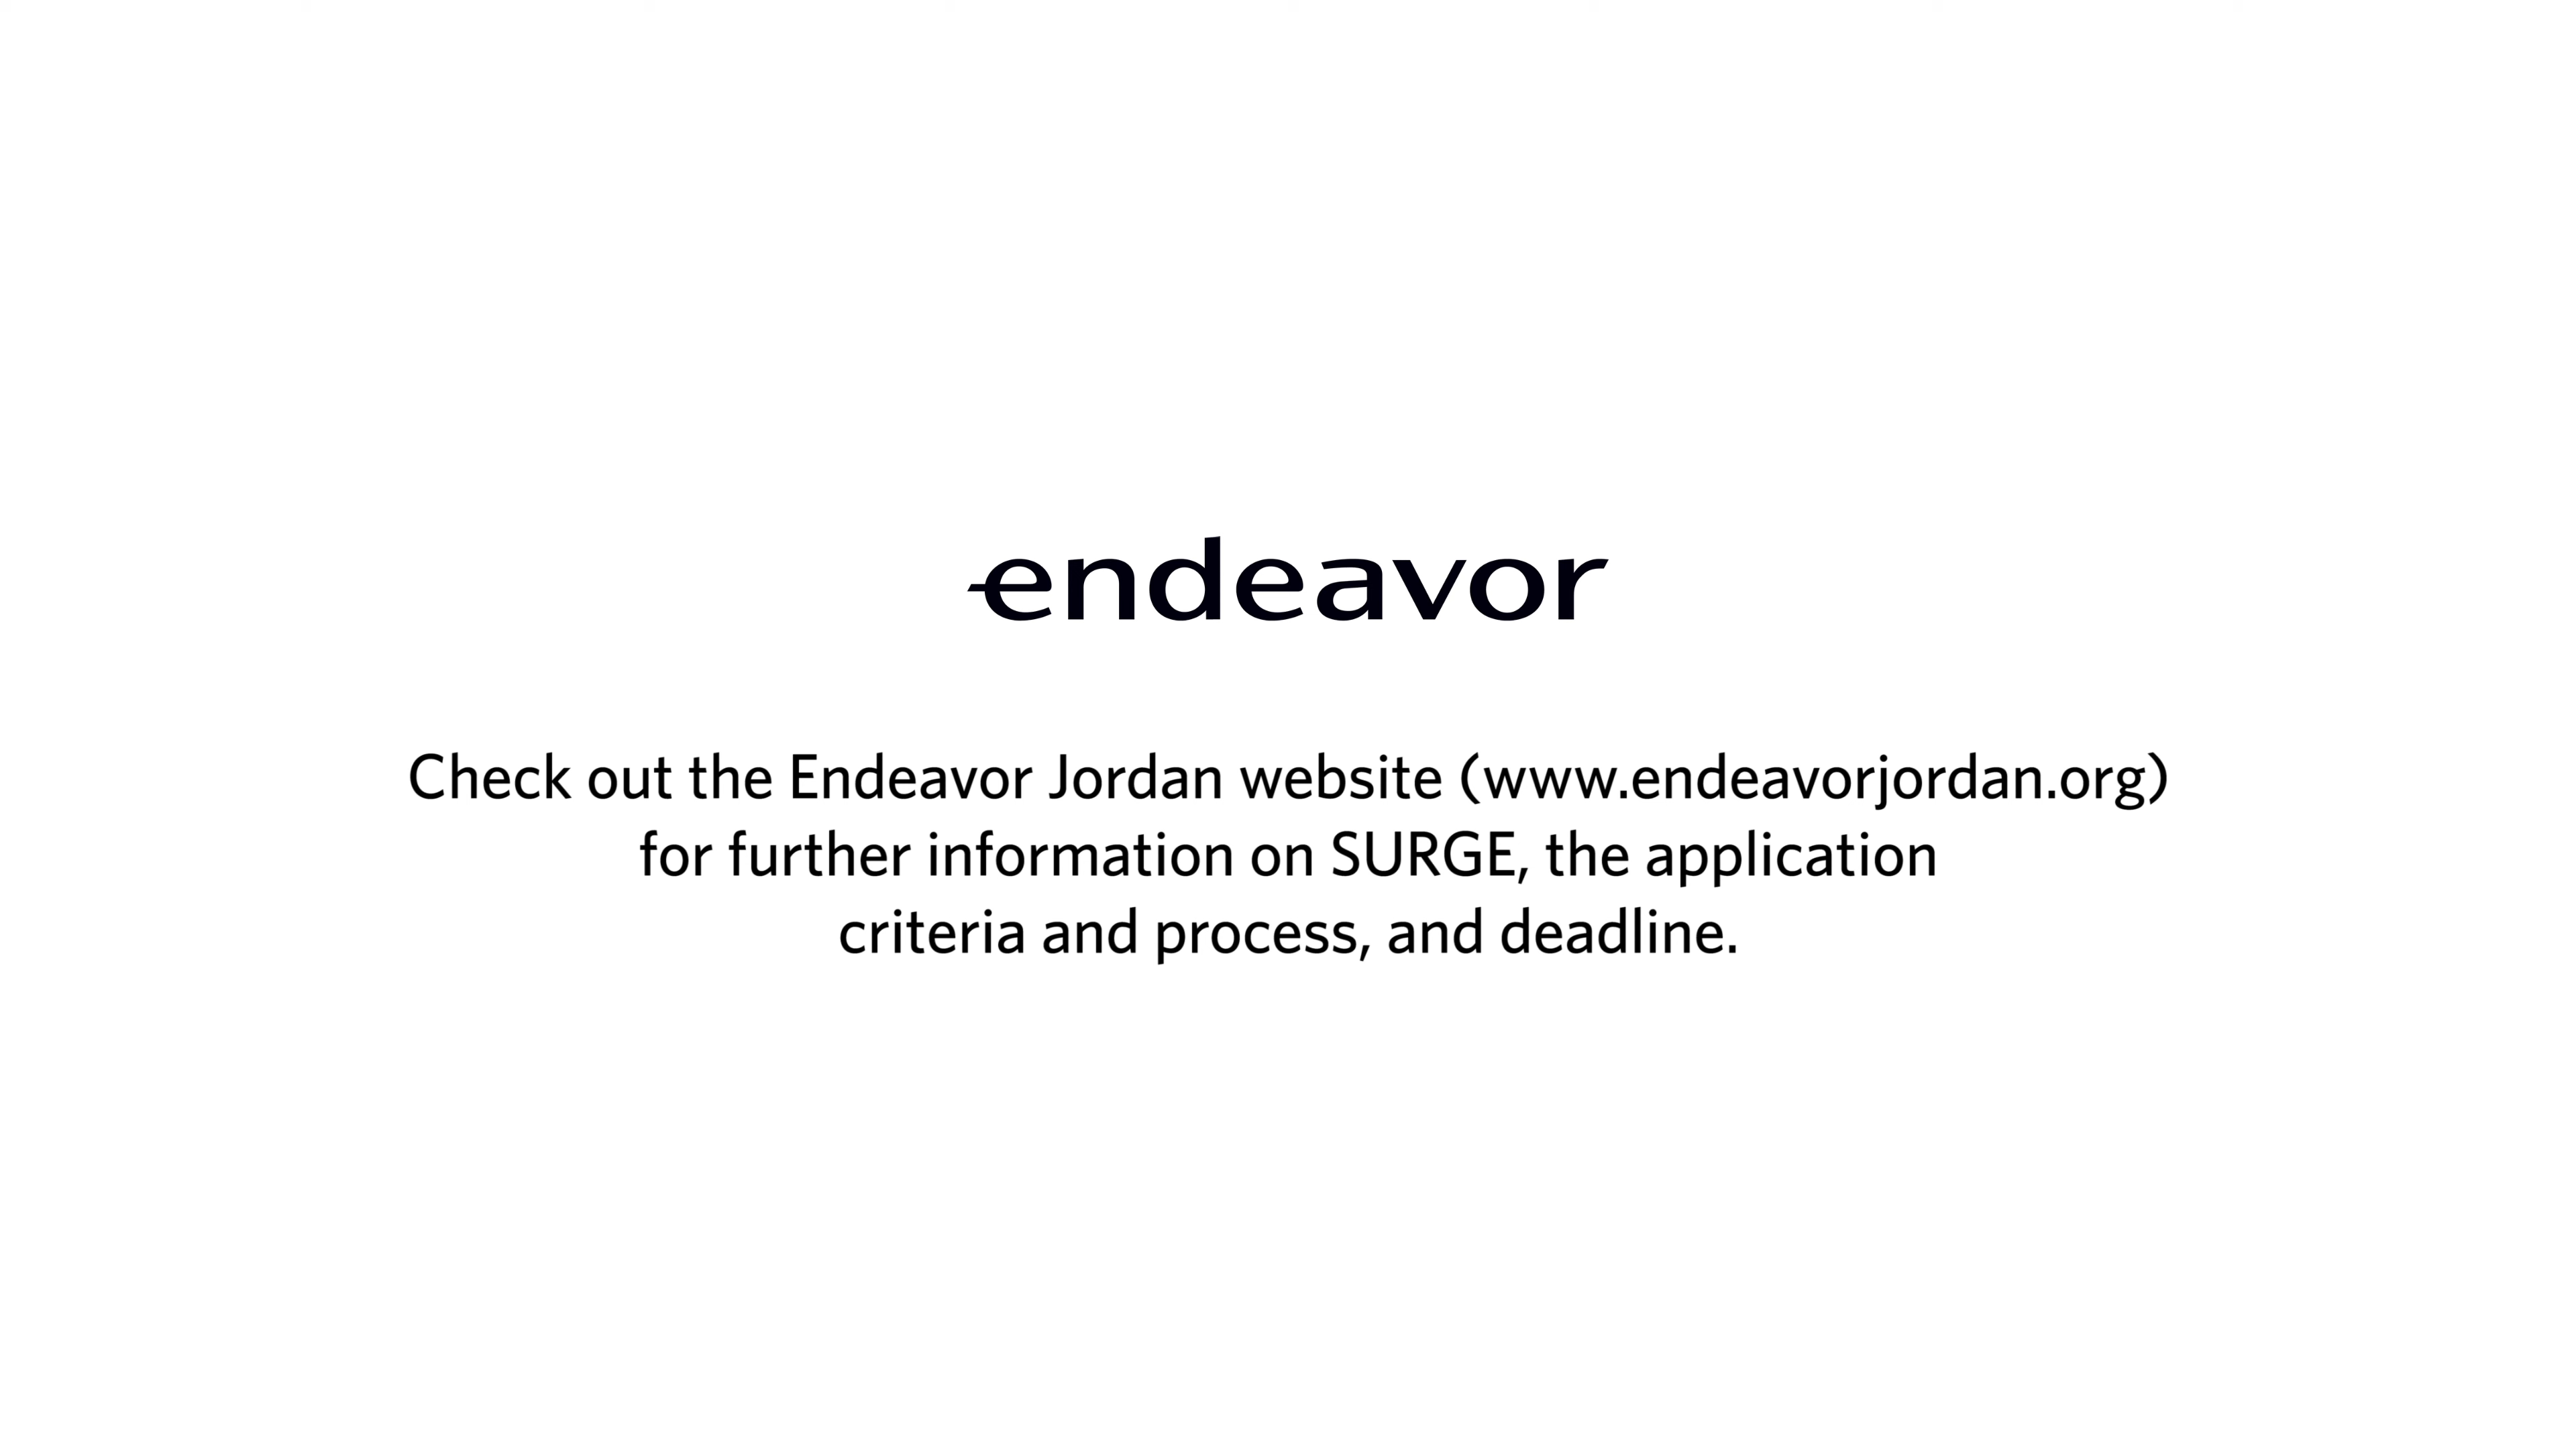 endeavor
Check out the Endeavor Jordan website (www.endeavorjordan.org)
for further information on SURGE, the application
criteria and process, and deadline.